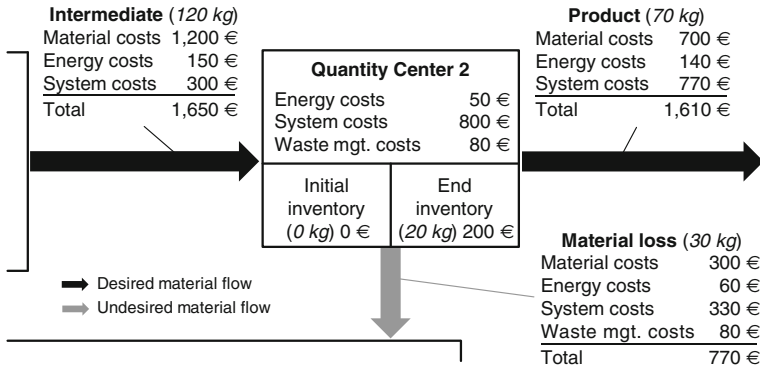 Intermediate (120 kg)
Material costs 1,200 €
Energy costs 150 €
System costs 300 €
Total 1,650 €
Quantity Center 2
Energy costs 50 €
System costs 800 €
Waste mgt. costs 80 €
Initial
inventory
(0 kg) 0 €
End
inventory
(20 kg) 200 €
Product (70 kg)
Material costs 700 €
Energy costs 140 €
System costs 770 €
Total 1,610 €
Desired material flow
Undesired material flow
Material loss (30 kg)
Material costs 300 €
Energy costs 60 €
System costs 330 €
Waste mgt. costs 80 €
Total 770 €